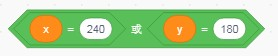 x = 240 或 y = 180